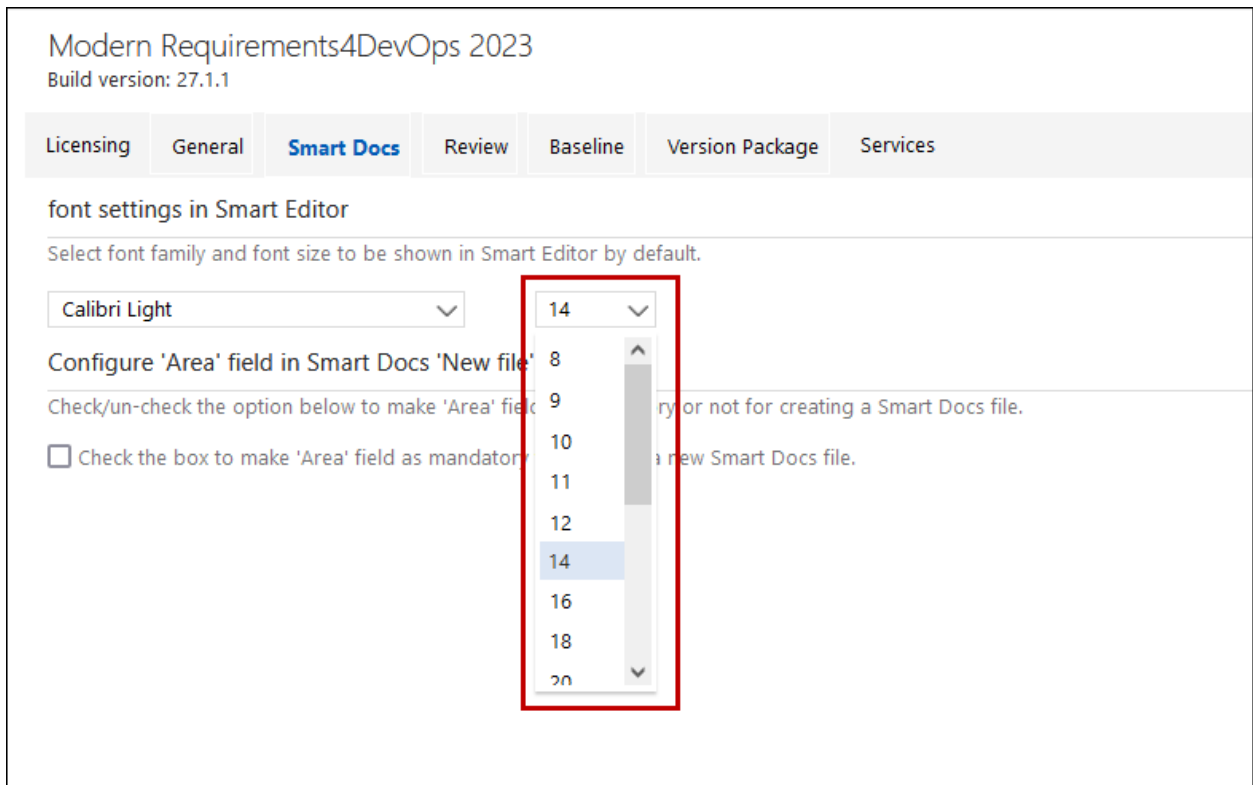 Modern Requirements4DevOps 2023
Build version: 27.1.1
Licensing General Smart Docs Review Baseline Version Package Services
font settings in Smart Editor
Select font family and font size to be shown in Smart Editor by default.
Calibri Light 14
Configure 'Area' field in Smart Docs 'New file'
Check/un-check the option below to make 'Area' or not for creating a Smart Docs file.
Check the box to make 'Area' field as mandatory new Smart Docs file.
8
9
10
11
12
14
16
18
20